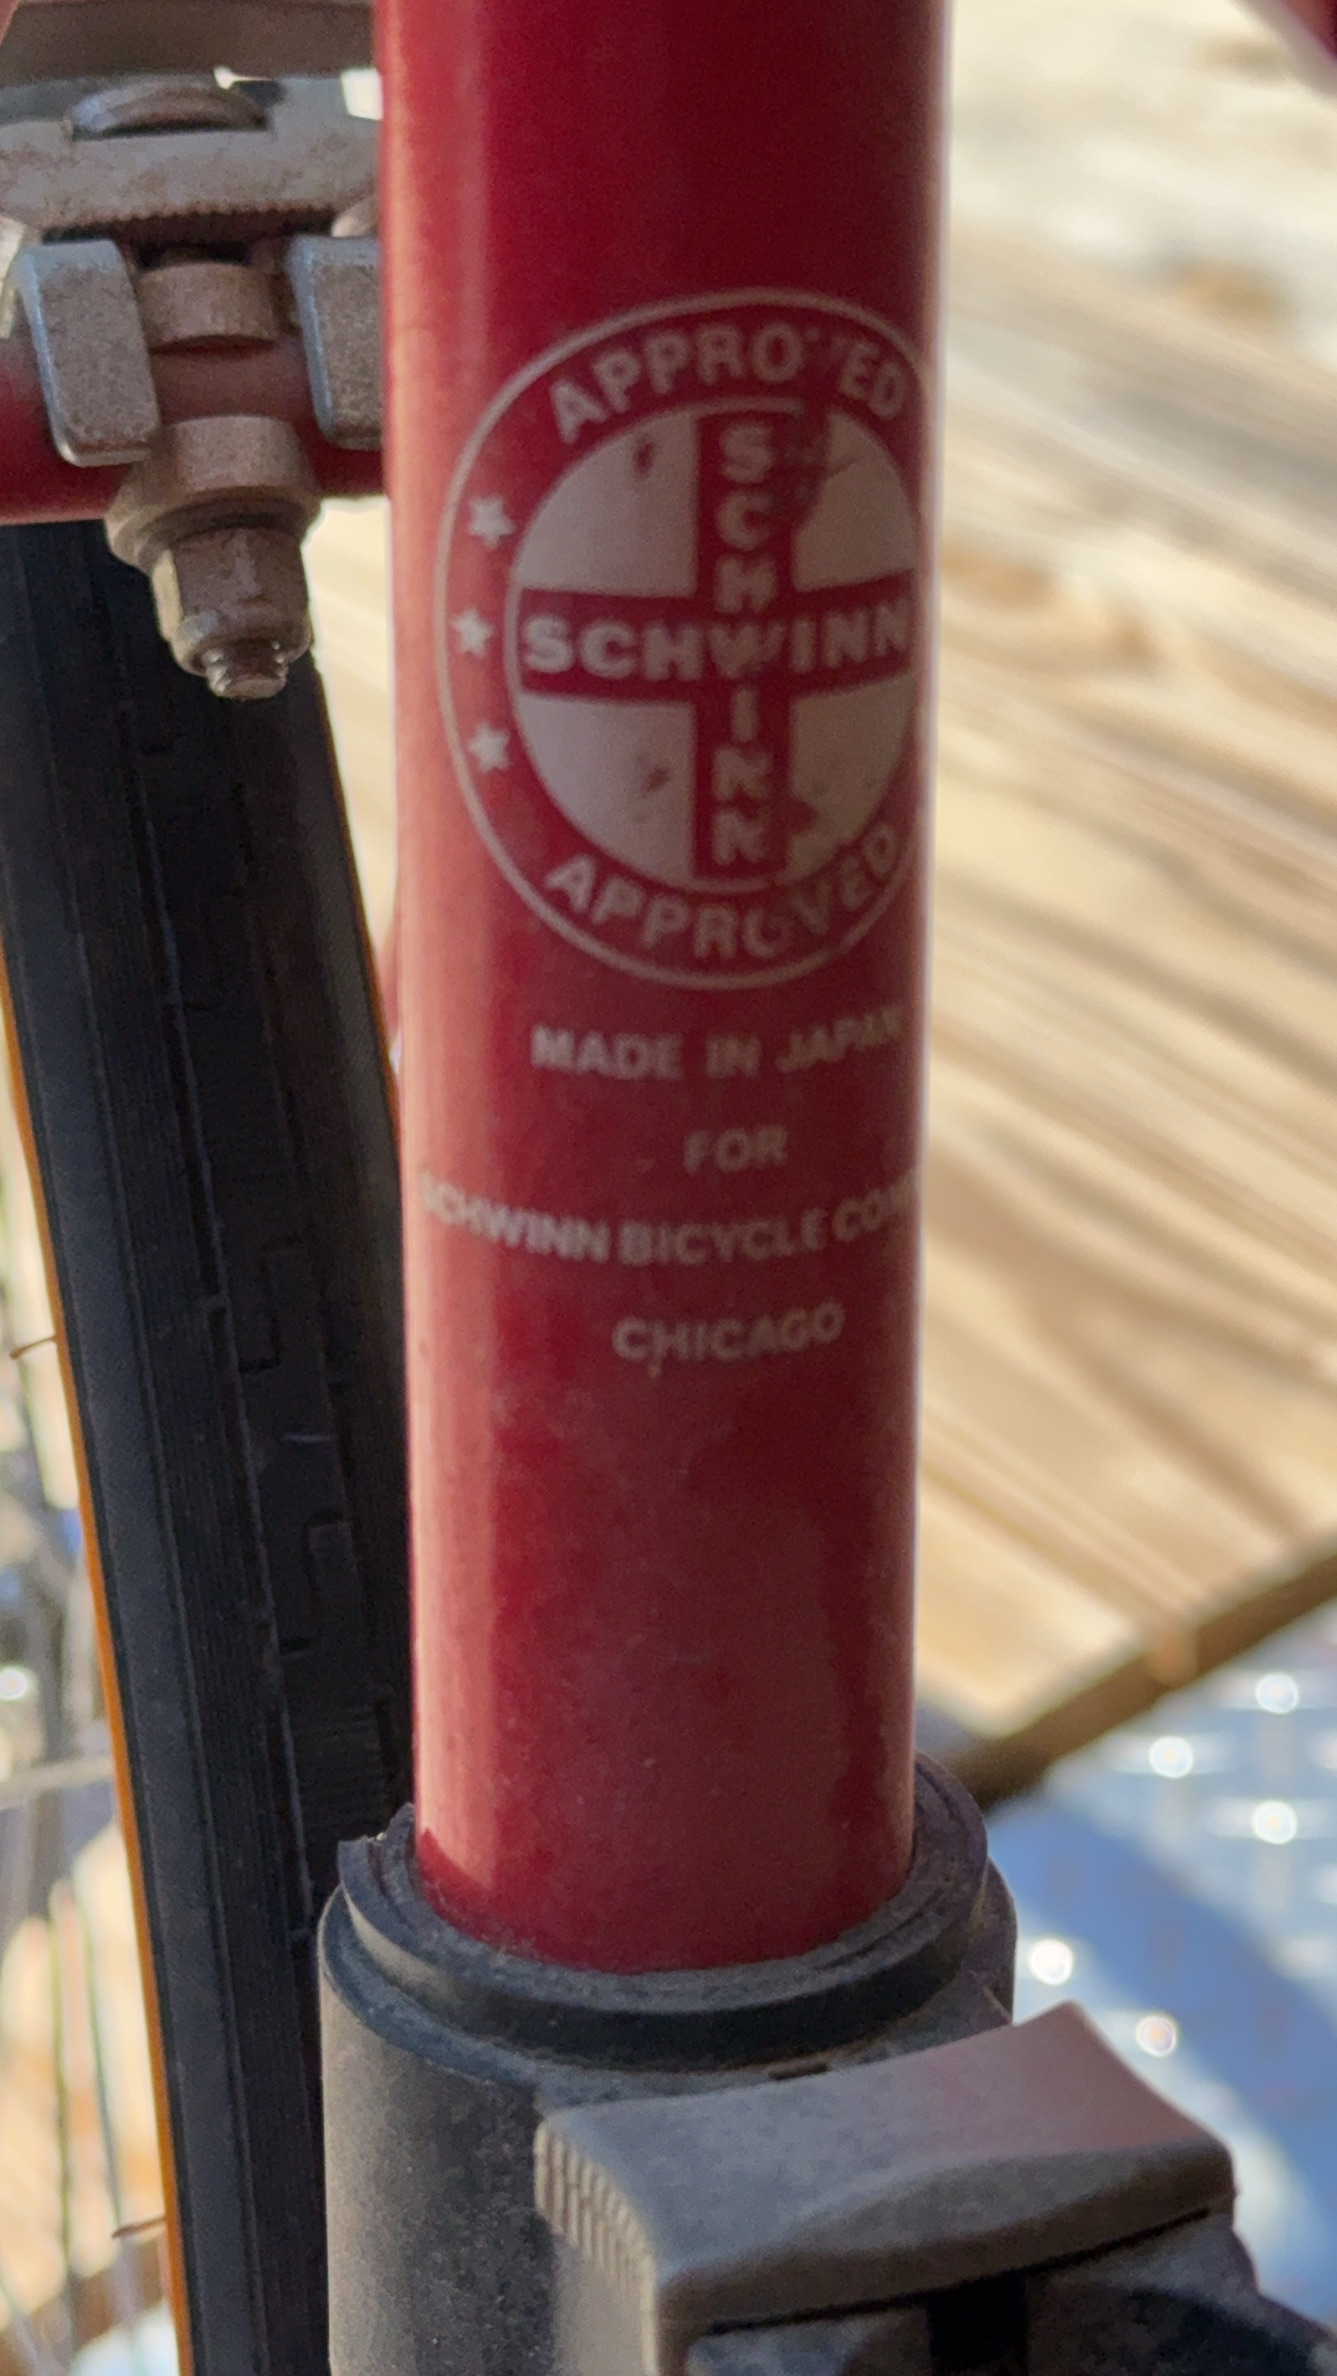 APPROVED
SCHWINN
SCHWINN
APPROVED
MADE IN JAPAN
FOR
SCHWINN BICYCLE
CHICAGO